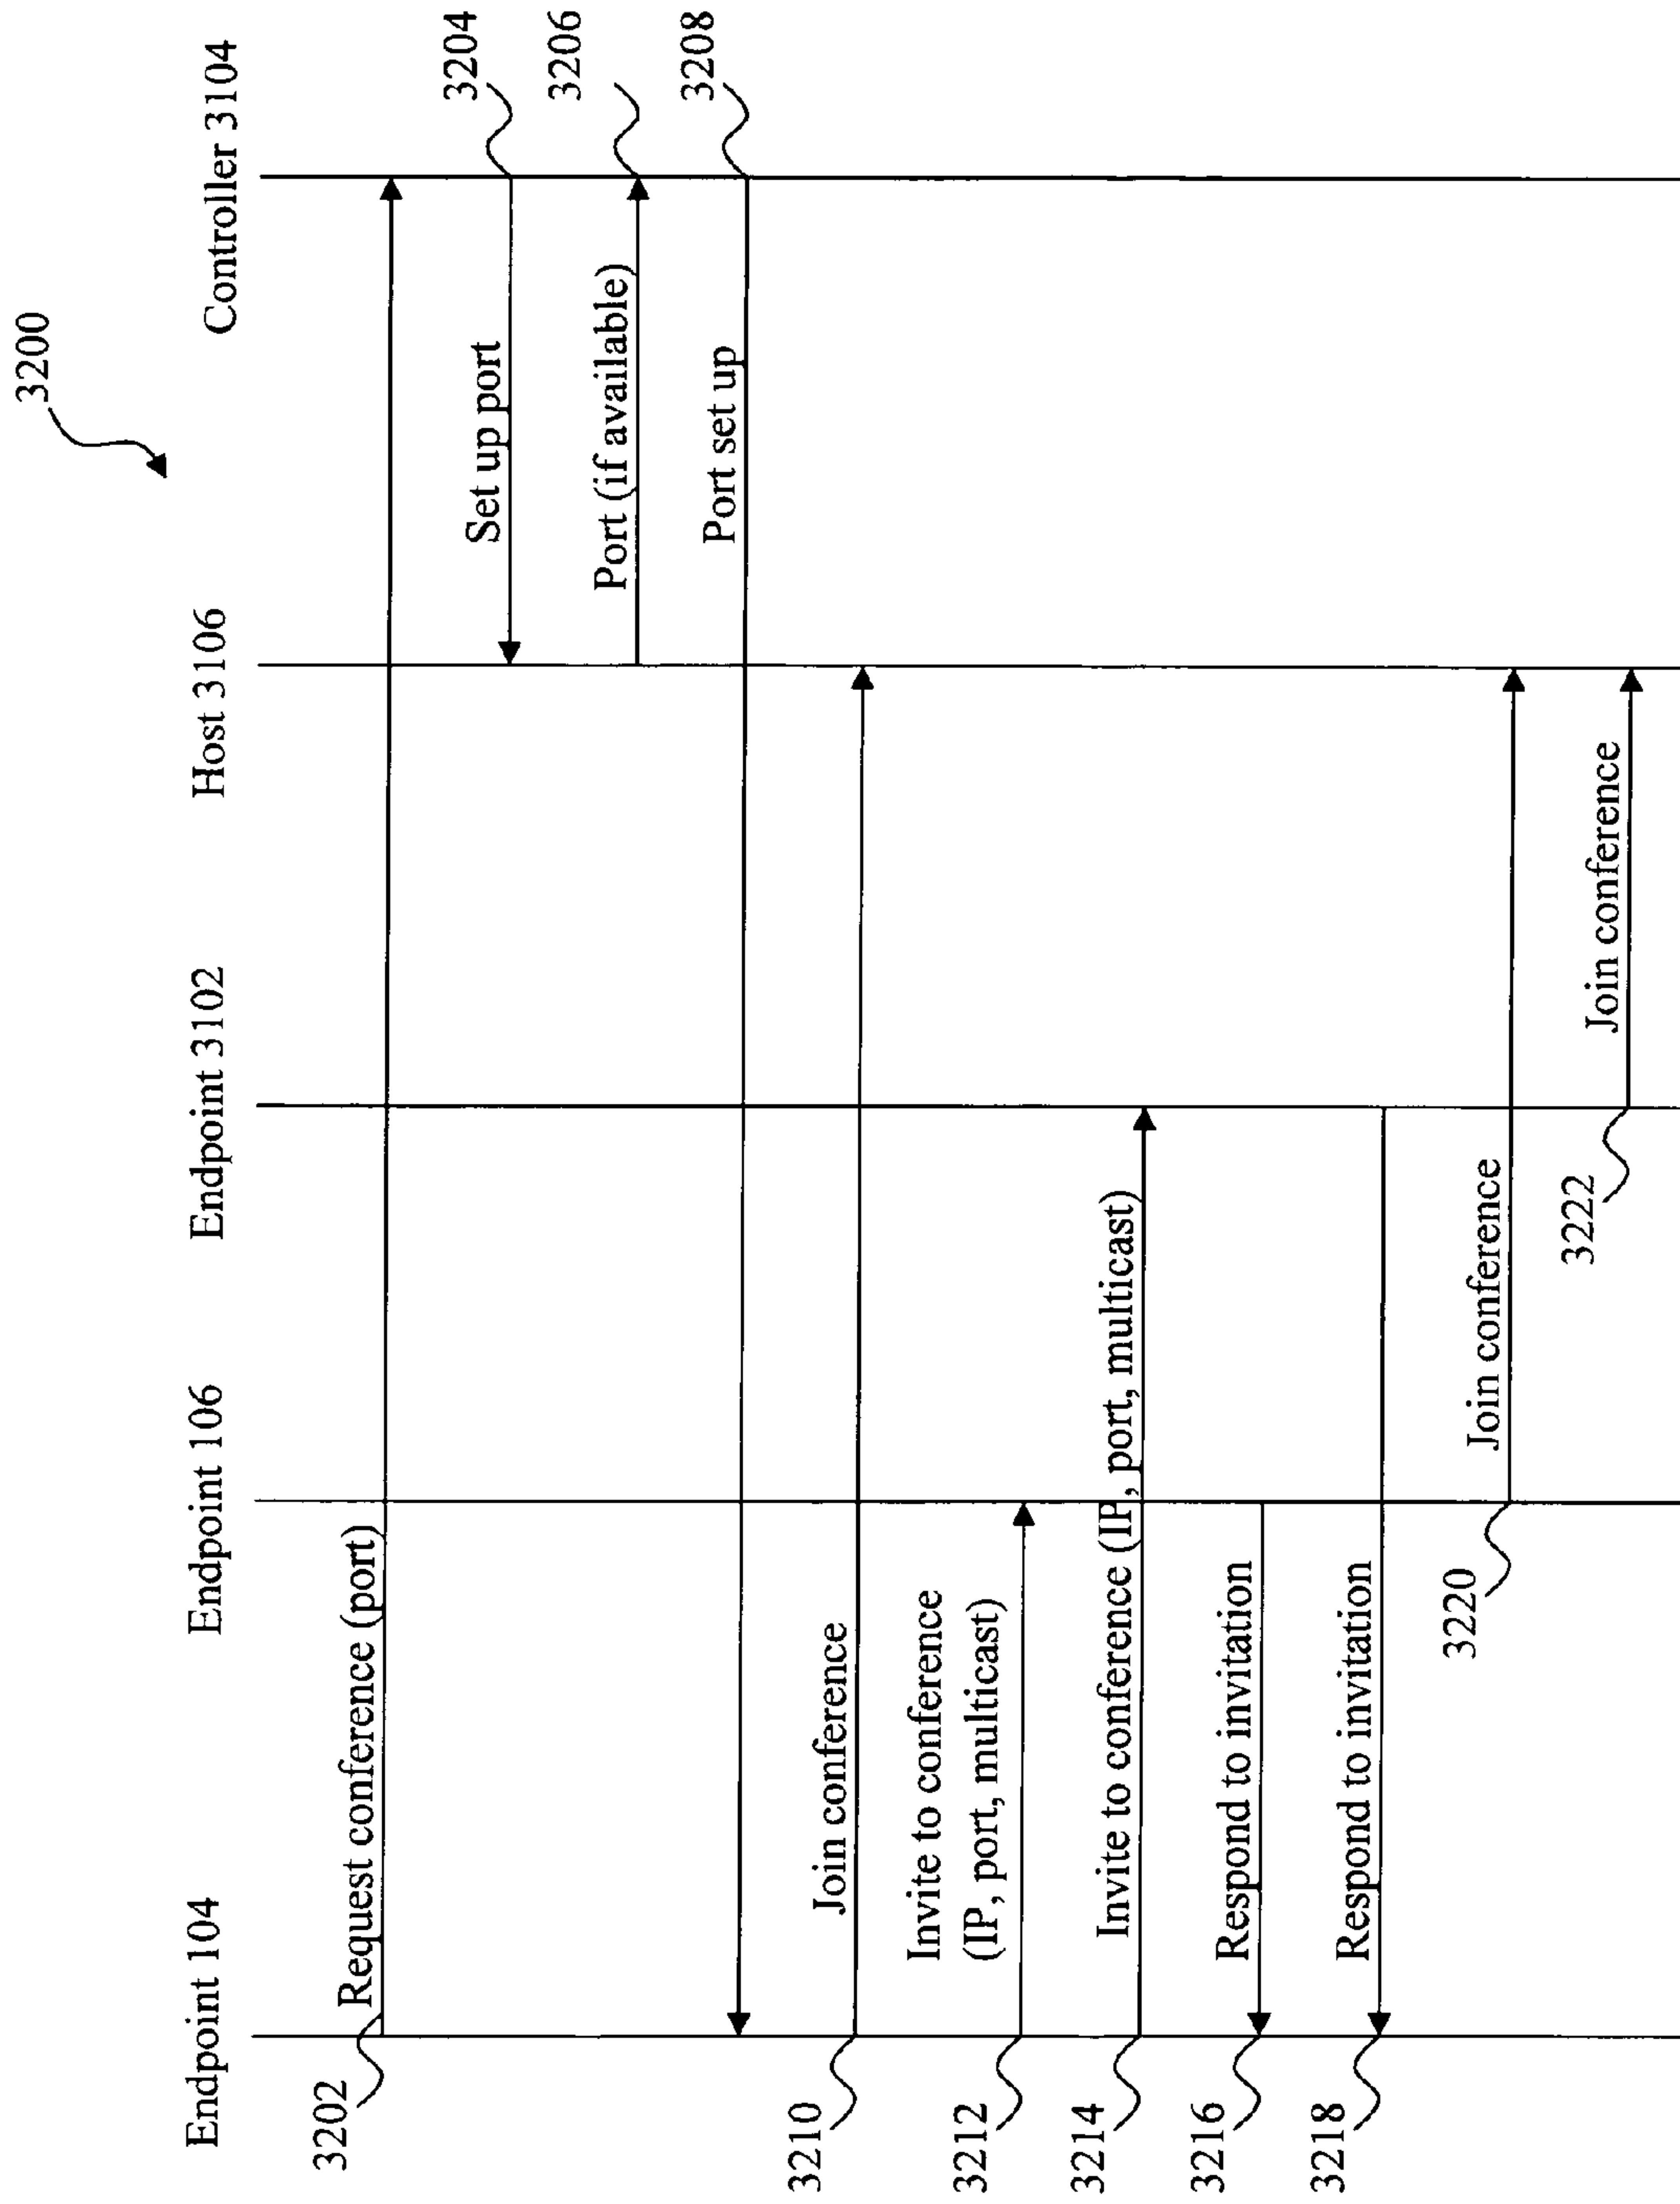 3200
Endpoint 104
Endpoint 106
Endpoint 3102
Host 3106
Controller 3104
3202
Request conference (port)
Set up port
3204
Port (if available)
3206
Port set up
3208
3210
Join conference
3212
Invite to conference
(IP, port, multicast)
3214
Invite to conference (IP, port, multicast)
3216
Respond to invitation
3218
Respond to invitation
3220
Join conference
3222
Join conference